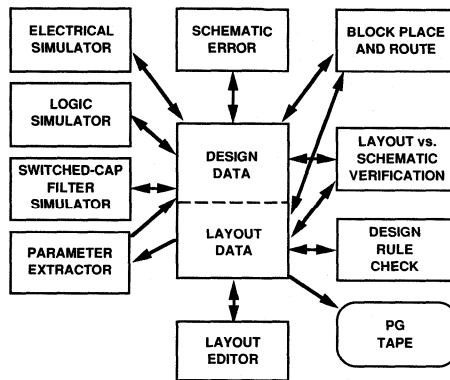 ELECTRICAL
SIMULATOR
SCHEMATIC
ERROR
BLOCK PLACE
AND ROUTE
LOGIC
SIMULATOR
DESIGN
DATA
LAYOUT vs.
SCHEMATIC
VERIFICATION
SWITCHED-CAP
FILTER
SIMULATOR
LAYOUT
DATA
PARAMETER
EXTRACTOR
DESIGN
RULE
CHECK
LAYOUT
EDITOR
PG
TAPE